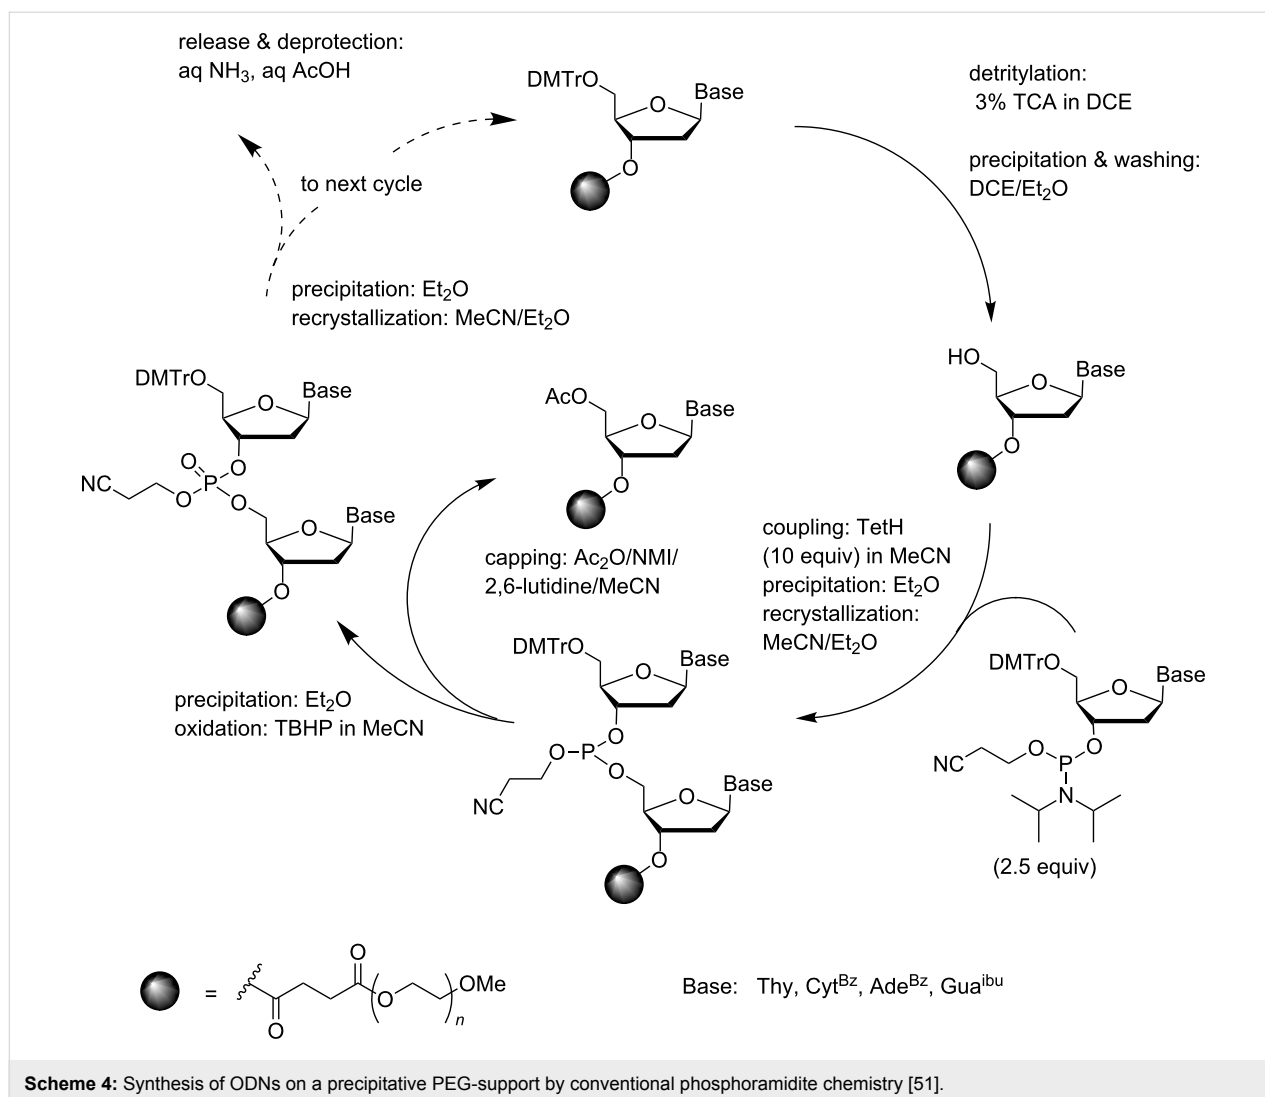 release & deprotection:
aq NH3, aq AcOH
DMTrO
O
Base
O
detritylation:
3% TCA in DCE
precipitation & washing:
DCE/Et2O
to next cycle
precipitation: Et2O
recrystallization: MeCN/Et2O
HO
O
Base
O
DMTrO
O
Base
O
O
P
O
O
NC
O
Base
O
AcO
O
Base
O
capping: Ac2O/NMI/
2,6-lutidine/MeCN
coupling: TetH
(10 equiv) in MeCN
precipitation: Et2O
recrystallization:
MeCN/Et2O
precipitation: Et2O
oxidation: TBHP in MeCN
DMTrO
O
Base
O
O–P
O
NC
O
Base
O
DMTrO
O
Base
O
O
P
NC
N
(2.5 equiv)
=
O
O
O
OMe
n
Base: Thy, CytBz, AdeBz, Guaibu
Scheme 4: Synthesis of ODNs on a precipitative PEG-support by conventional phosphoramidite chemistry [51].